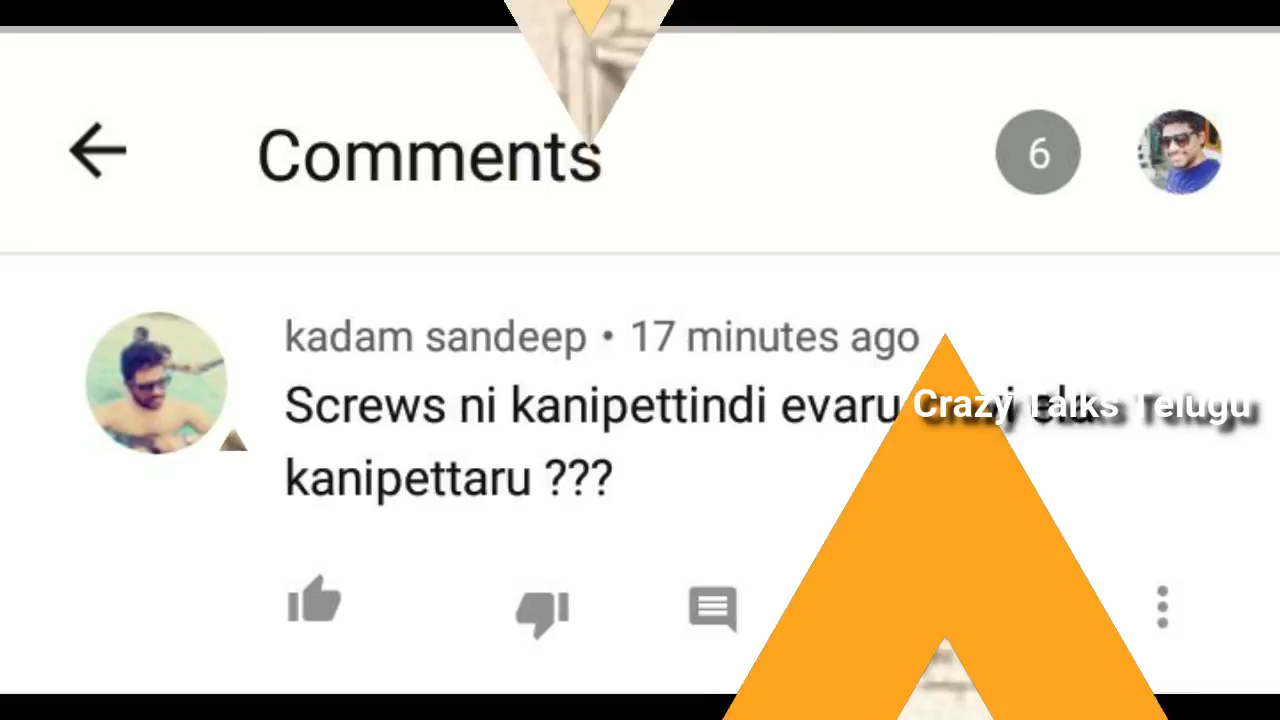 Comments
6
kadam sandeep • 17 minutes ago
Screws ni kanipettindi evaru
Crazy Talks Telugu
kanipettaru ???